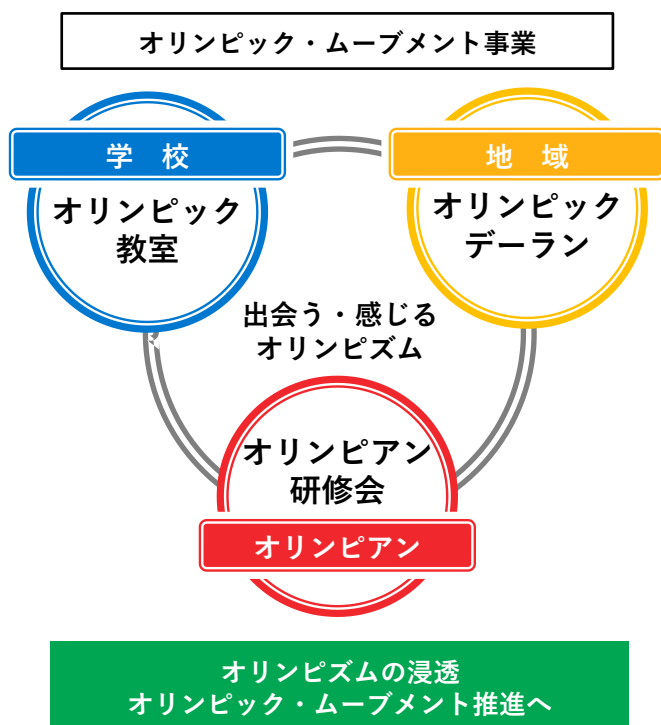 オリンピック・ムーブメント事業
学 校
オリンピック
教室
地 域
オリンピック
デーラン
出会う・感じる
オリンピズム
オリンピアン
研修会
オリンピアン
オリンピズムの浸透
オリンピック・ムーブメント推進へ